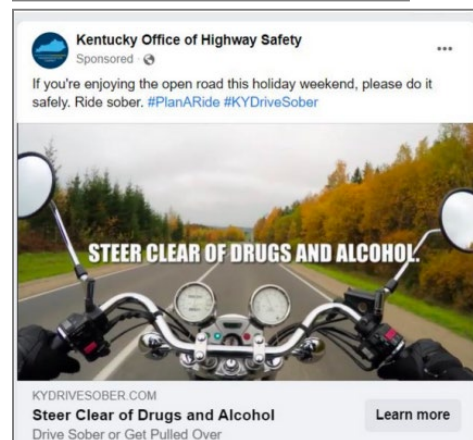 Kentucky Office of Highway Safety
Sponsored ·
If you're enjoying the open road this holiday weekend, please do it
safely. Ride sober. #PlanARide #KYDriveSober
STEER CLEAR OF DRUGS AND ALCOHOL.
KYDRIVESOBER.COM
Steer Clear of Drugs and Alcohol
Learn more
Drive Sober or Get Pulled Over